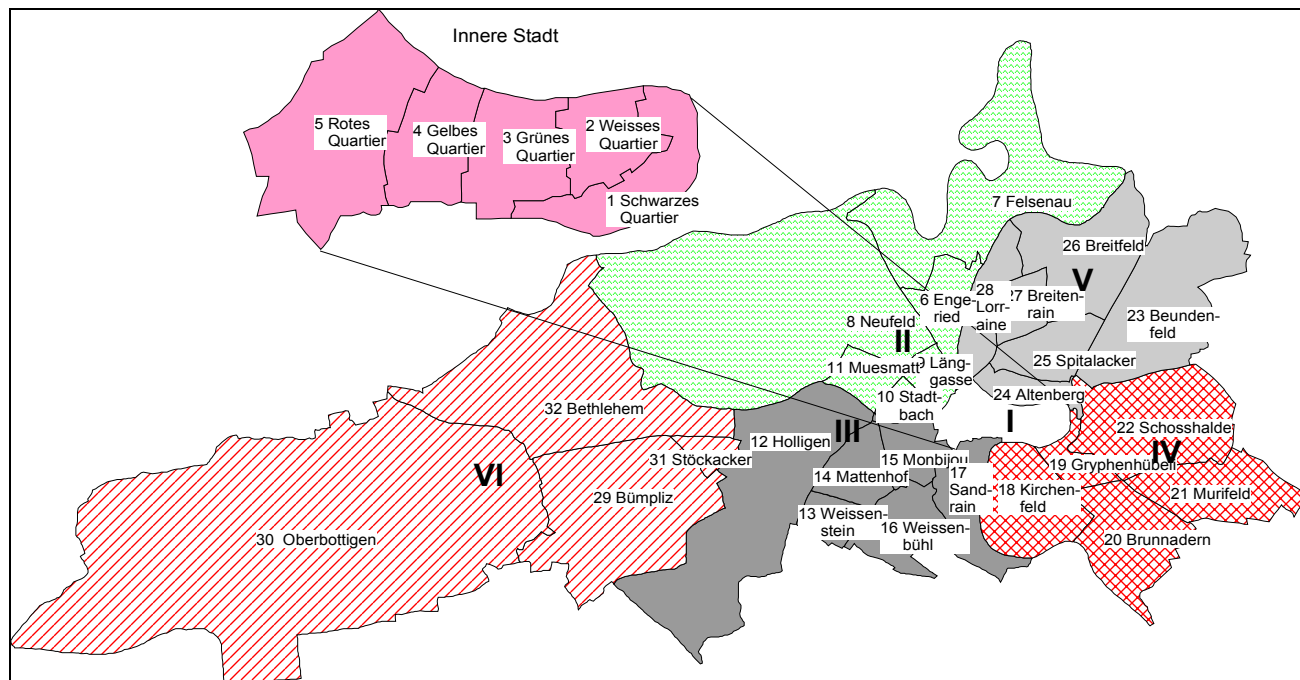 Innere Stadt
5 Rotes
Quartier
4 Gelbes
Quartier
3 Grünes
Quartier
2 Weisses
Quartier
1 Schwarzes
Quartier
7 Felsenau
26 Breitfeld
V
6 Enge-
ried
28
Lorr-
aine
27 Breiten-
rain
23 Beunden-
feld
8 Neufeld
II
25 Spitalacker
11 Muesmatt
9 Läng-
gasse
10 Stadt-
bach
24 Altenberg
I
32 Bethlehem
22 Schosshalde
12 Holligen
III
IV
31 Stöckacker
15 Monbijou
19 Gryphenhübeli
VI
14 Mattenhof
17
Sand-
rain
18 Kirchen-
feld
29 Bümpliz
21 Murifeld
13 Weissen-
stein
16 Weissen-
bühl
30 Oberbottigen
20 Brunnadern